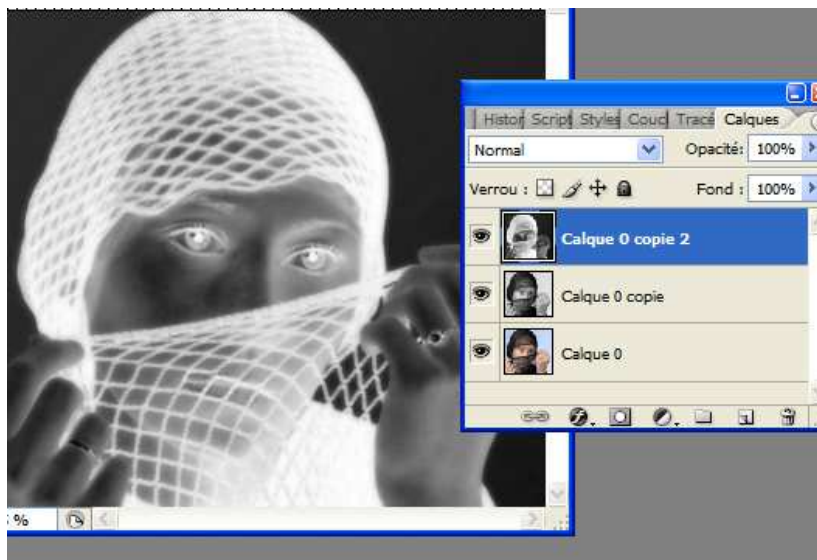 Histor Script Styles Coucl Tracé Calques
Normal Opacité: 100%
Verrou : Fond : 100%
Calque 0 copie 2
Calque 0 copie
Calque 0
%